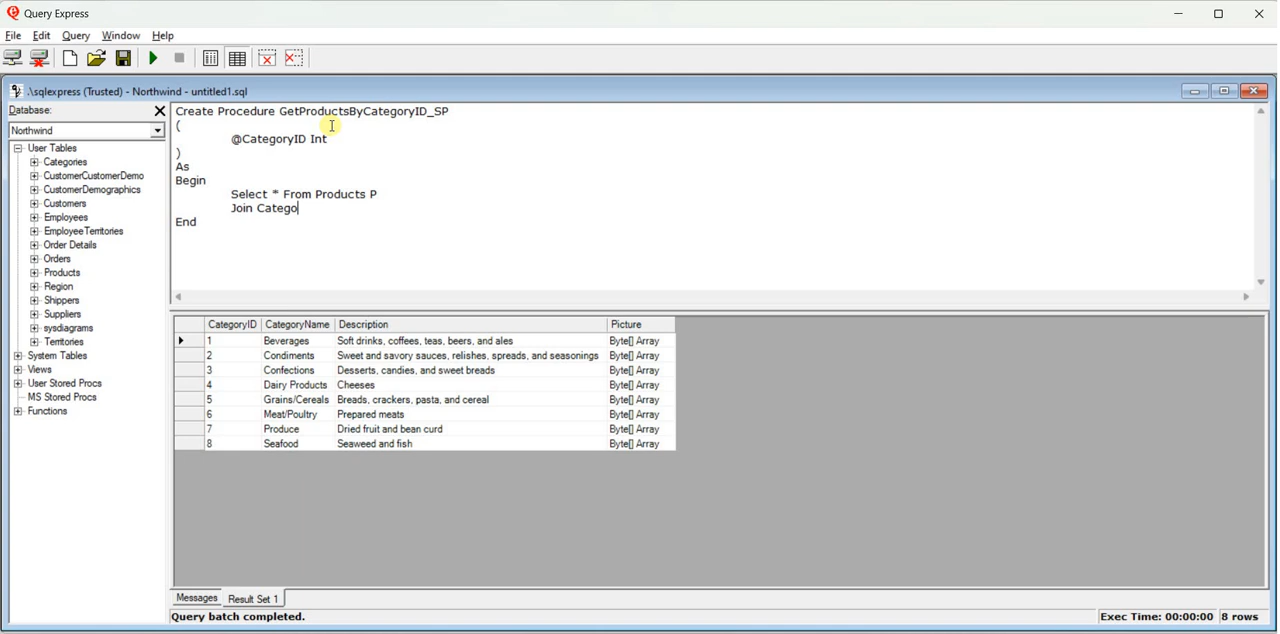 Query Express
File Edit Query Window Help
.\sqlexpress (Trusted) - Northwind - untitled1.sql
Database:
Northwind
User Tables
Categories
CustomerCustomerDemo
CustomerDemographics
Customers
Employees
EmployeeTerritories
Order Details
Orders
Products
Region
Shippers
Suppliers
sysdiagrams
Territories
System Tables
Views
User Stored Procs
MS Stored Procs
Functions
Create Procedure GetProductsByCategoryID_SP
(
@CategoryID Int
)
As
Begin
Select * From Products P
Join Catego
End
CategoryID CategoryName Description Picture
1 Beverages Soft drinks, coffees, teas, beers, and ales Byte[] Array
2 Condiments Sweet and savory sauces, relishes, spreads, and seasonings Byte[] Array
3 Confections Desserts, candies, and sweet breads Byte[] Array
4 Dairy Products Cheeses Byte[] Array
5 Grains/Cereals Breads, crackers, pasta, and cereal Byte[] Array
6 Meat/Poultry Prepared meats Byte[] Array
7 Produce Dried fruit and bean curd Byte[] Array
8 Seafood Seaweed and fish Byte[] Array
Messages Result Set 1
Query batch completed. Exec Time: 00:00:00 8 rows